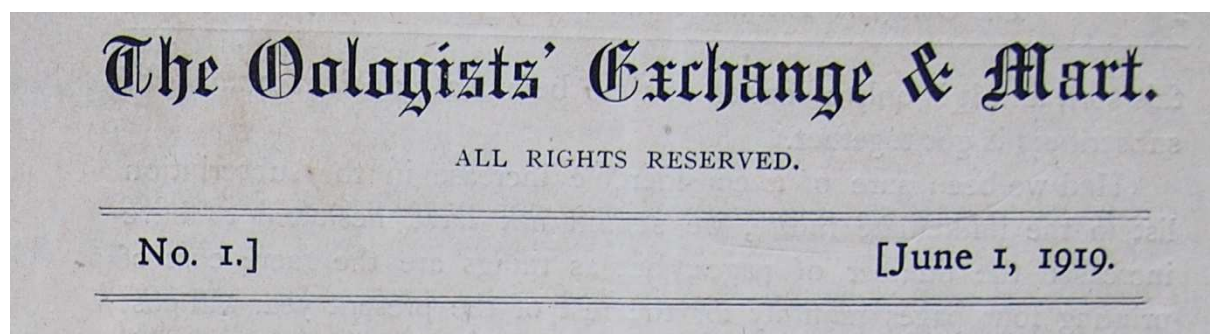 The Oologists' Exchange & Mart.
ALL RIGHTS RESERVED.
No. 1.] [June 1, 1919.